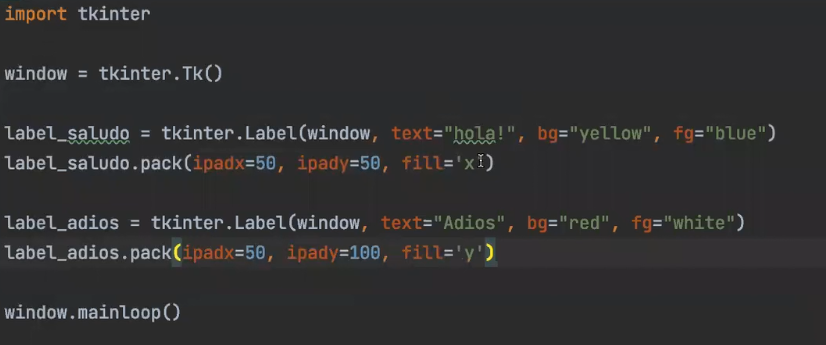 import tkinter
window = tkinter.Tk()
label_saludo = tkinter.Label(window, text="hola!", bg="yellow", fg="blue")
label_saludo.pack(ipadx=50, ipady=50, fill='x')
label_adios = tkinter.Label(window, text="Adios", bg="red", fg="white")
label_adios.pack(ipadx=50, ipady=100, fill='y')
window.mainloop()